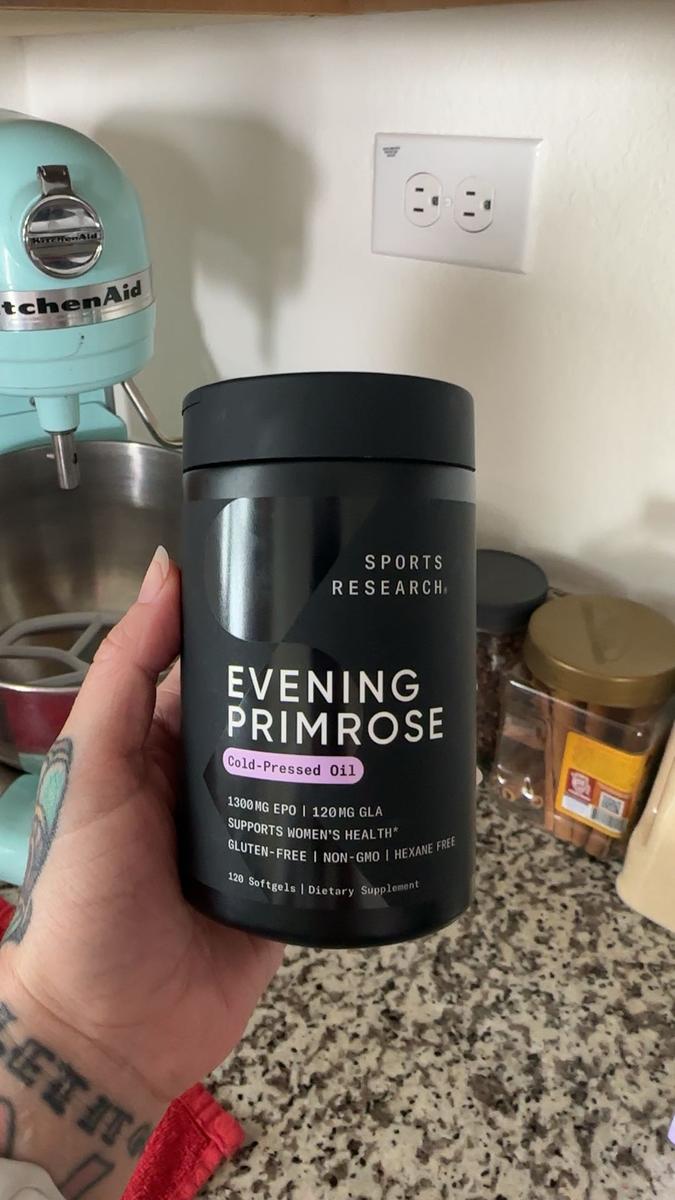 KitchenAid
tchenAid
SPORTS
RESEARCH®
EVENING
PRIMROSE
Cold-Pressed Oil
1300MG EPO | 120MG GLA
SUPPORTS WOMEN'S HEALTH*
GLUTEN-FREE | NON-GMO | HEXANE FREE
120 Softgels | Dietary Supplement